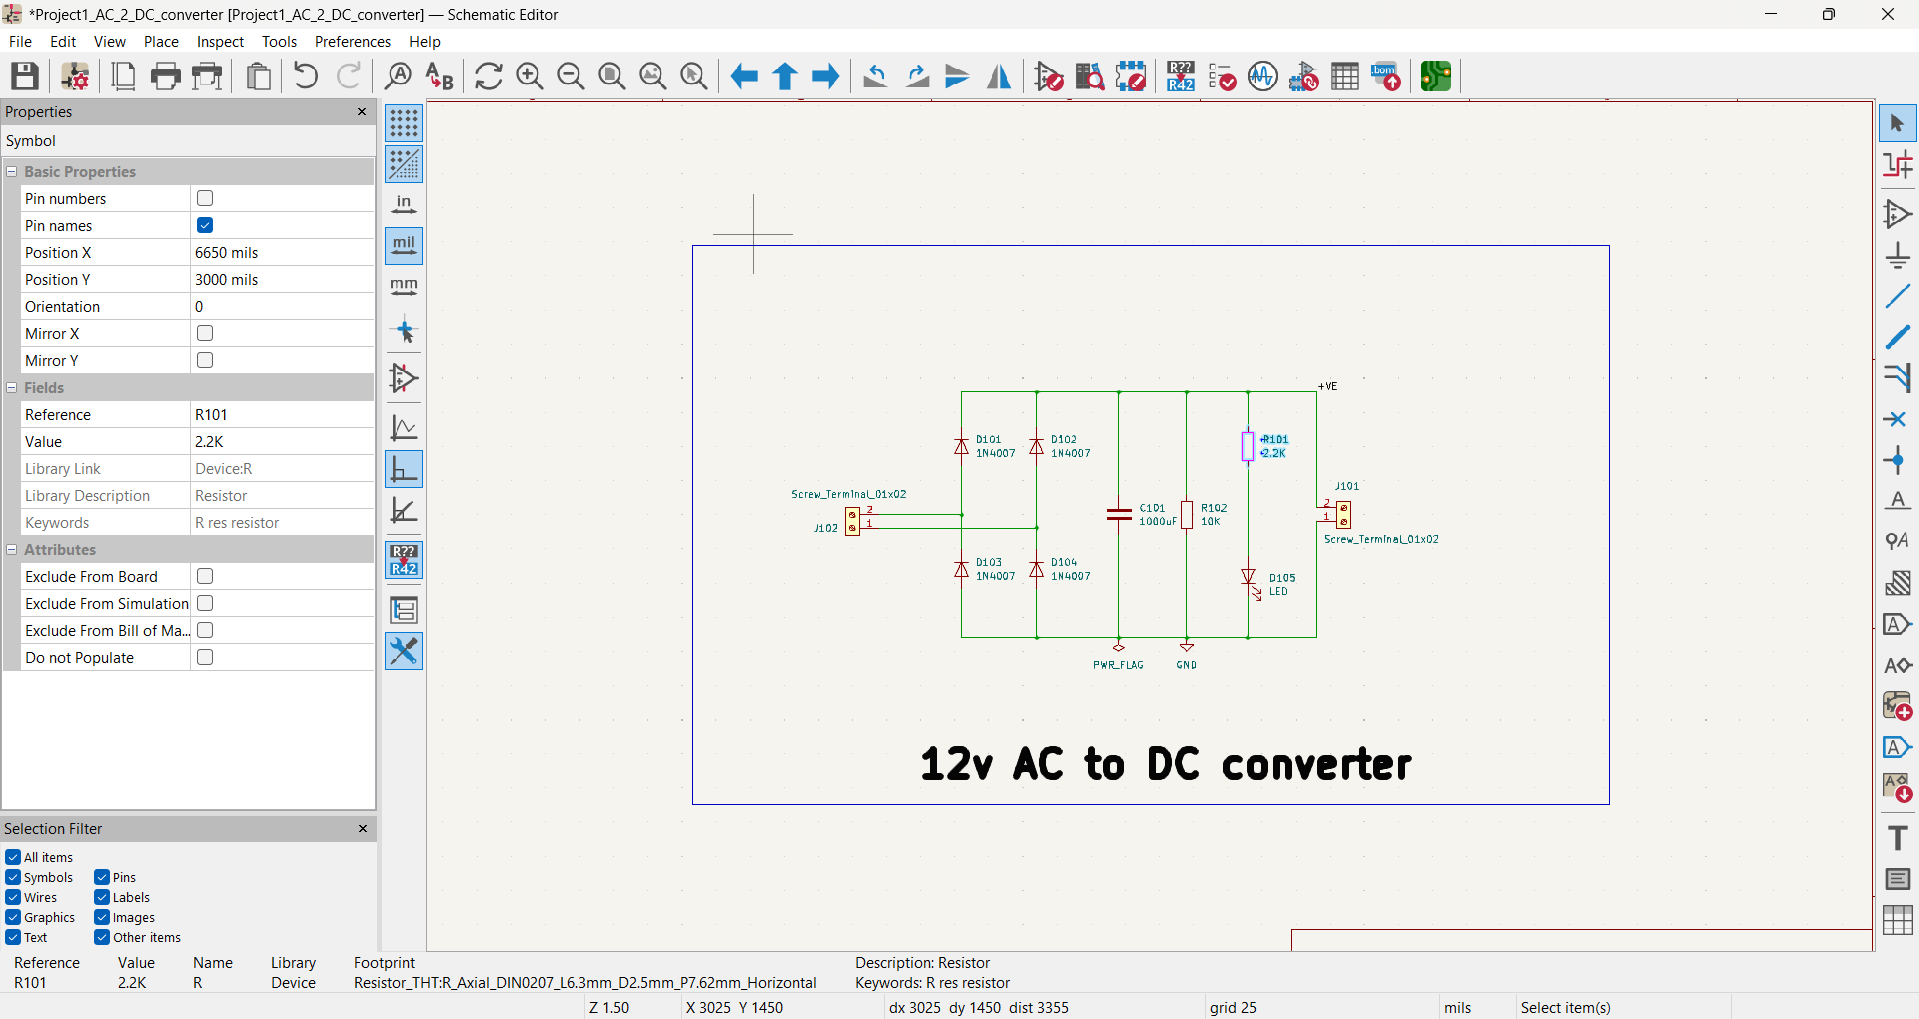 *Project1_AC_2_DC_converter [Project1_AC_2_DC_converter] — Schematic Editor
File Edit View Place Inspect Tools Preferences Help
A B R?? R42 bom
Properties
Symbol
Basic Properties
Pin numbers
Pin names
Position X 6650 mils
Position Y 3000 mils
Orientation 0
Mirror X
Mirror Y
Fields
Reference R101
Value 2.2K
Library Link Device:R
Library Description Resistor
Keywords R res resistor
Attributes
Exclude From Board
Exclude From Simulation
Exclude From Bill of Ma...
Do not Populate
Selection Filter
All items
Symbols Pins
Wires Labels
Graphics Images
Text Other items
in
mil
mm
R??
R42
+VE
D101
1N4007
D102
1N4007
R101
2.2K
Screw_Terminal_01x02
2
1
J102
C101
1000uF
R102
10K
J101
2
1
Screw_Terminal_01x02
D103
1N4007
D104
1N4007
D105
LED
PWR_FLAG
GND
12v AC to DC converter
Reference Value Name Library Footprint Description: Resistor
R101 2.2K R Device Resistor_THT:R_Axial_DIN0207_L6.3mm_D2.5mm_P7.62mm_Horizontal Keywords: R res resistor
Z 1.50 X 3025 Y 1450 dx 3025 dy 1450 dist 3355 grid 25 mils Select item(s)